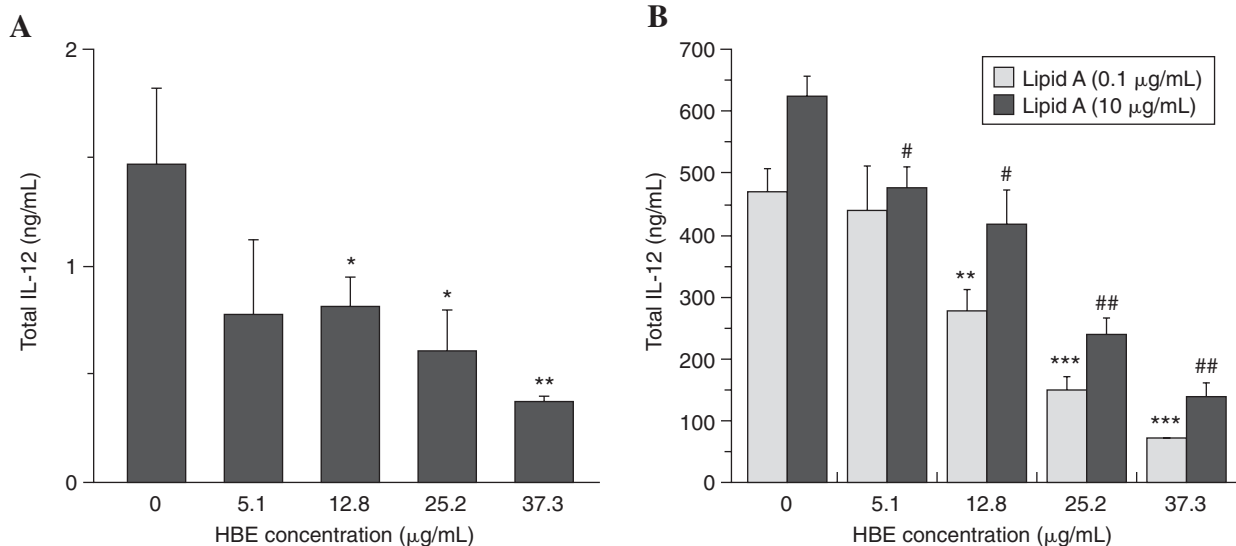 A
2
1
0
Total IL-12 (ng/mL)
*
*
**
0 5.1 12.8 25.2 37.3
HBE concentration (μg/mL)
B
700
600
500
400
300
200
100
0
Total IL-12 (ng/mL)
Lipid A (0.1 μg/mL)
Lipid A (10 μg/mL)
#
#
**
##
***
##
***
0 5.1 12.8 25.2 37.3
HBE concentration (μg/mL)